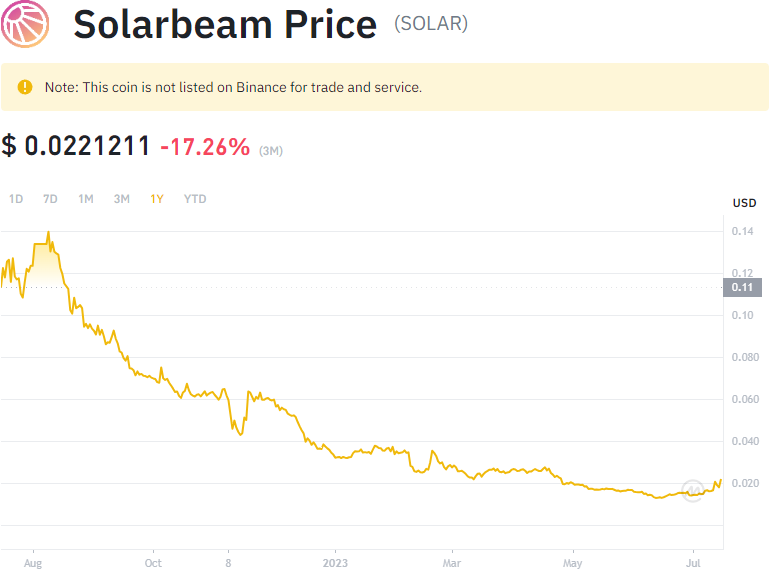 Solarbeam Price (SOLAR)
Note: This coin is not listed on Binance for trade and service.
$ 0.0221211 -17.26% (3M)
1D 7D 1M 3M 1Y YTD
USD
0.14
0.12
0.11
0.10
0.080
0.060
0.040
0.020
Aug Oct 8 2023 Mar May Jul